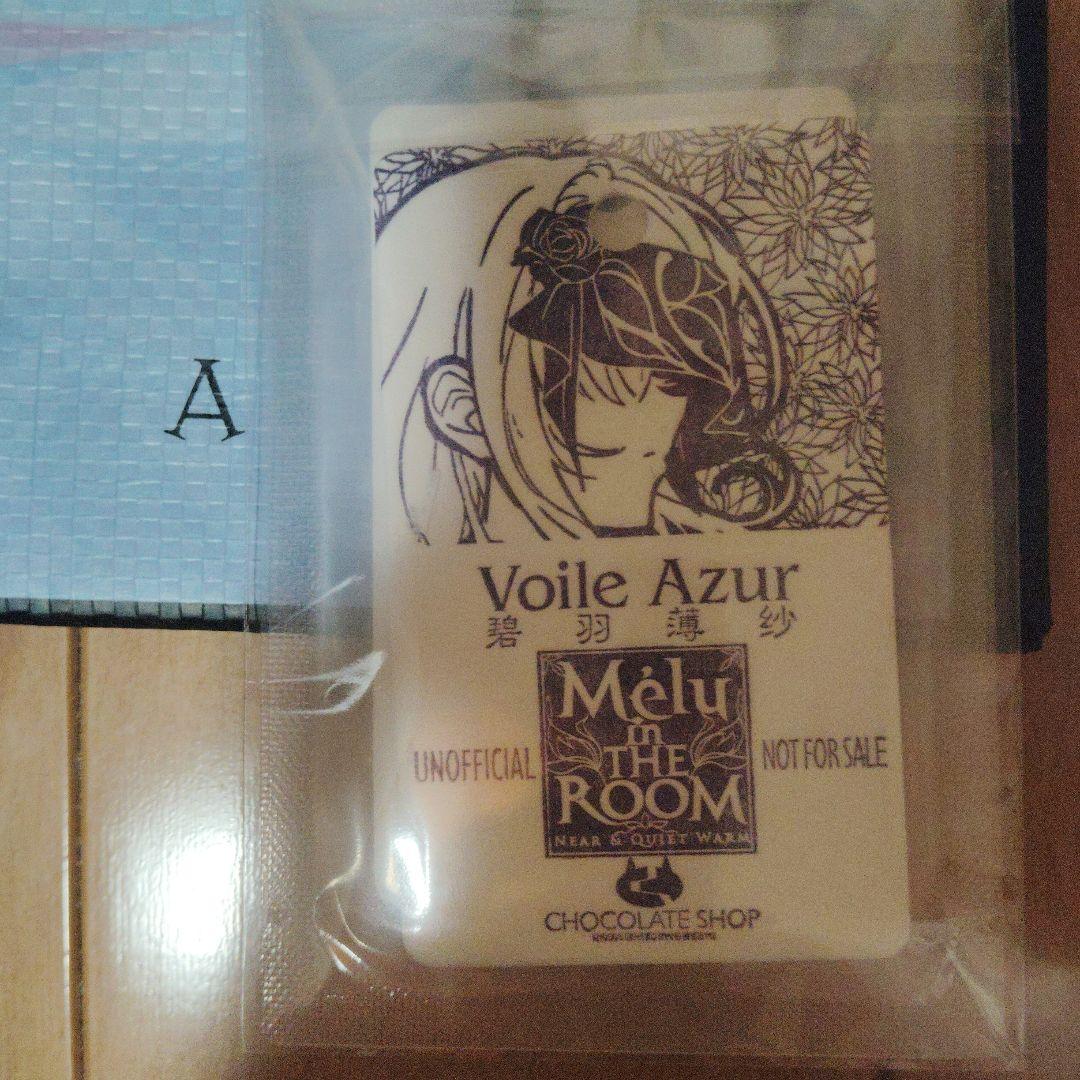 A
Voile Azur
碧羽薄纱
Mélu
in
THE
ROOM
NEAR & QUIET WARM
UNOFFICIAL
NOT FOR SALE
CHOCOLATE SHOP